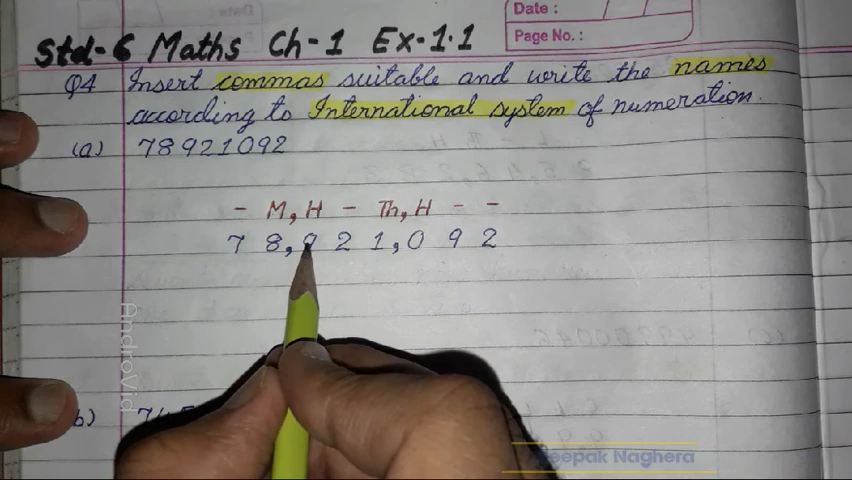 Date :
Page No. :
Std-6 Maths Ch-1 Ex-1.1
Q4 Insert commas suitable and write the names
according to International system of numeration.
(a) 78921092
- M, H - Th, H - -
7 8, 9 2 1, 0 9 2
b)
AndroVid
Deepak Naghera